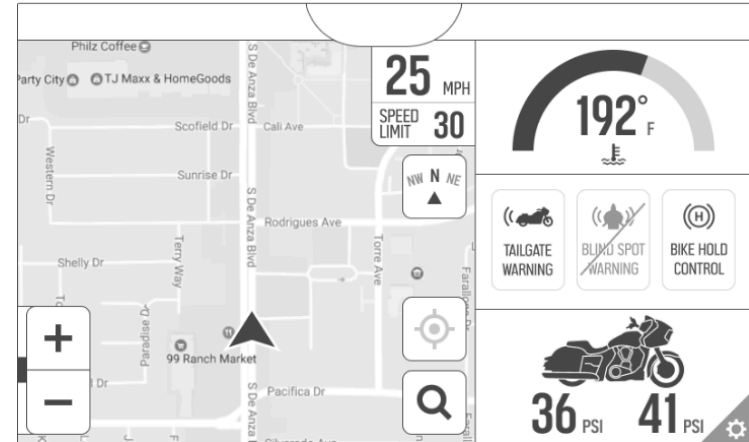 Philz Coffee
Party City
TJ Maxx & HomeGoods
S De Anza Blvd
Dr
Scofield Dr
Cali Ave
Western Dr
Sunrise Dr
S De Anza Blvd
Rodrigues Ave
Terry Way
Torre Ave
Shelly Dr
Paradise Dr
99 Ranch Market
Dr
Pacifica Dr
S De Anza
25 MPH
SPEED LIMIT 30
NW N NE
+
−
192° F
TAILGATE
WARNING
BLIND SPOT
WARNING
(H)
BIKE HOLD
CONTROL
36 PSI
41 PSI